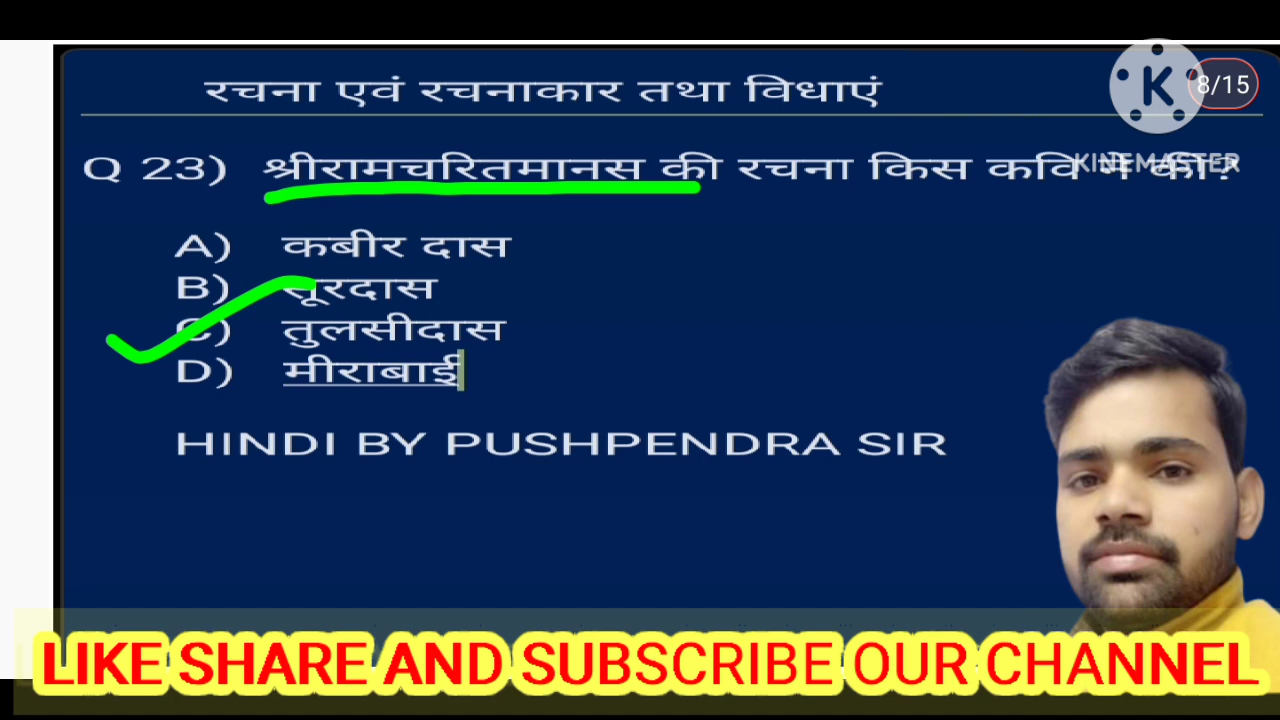 रचना एवं रचनाकार तथा विधाएं
K
8/15
KINEMASTER
Q 23) श्रीरामचरितमानस की रचना किस कवि ने की?
A) कबीर दास
B) सूरदास
C) तुलसीदास
D) मीराबाई
HINDI BY PUSHPENDRA SIR
LIKE SHARE AND SUBSCRIBE OUR CHANNEL